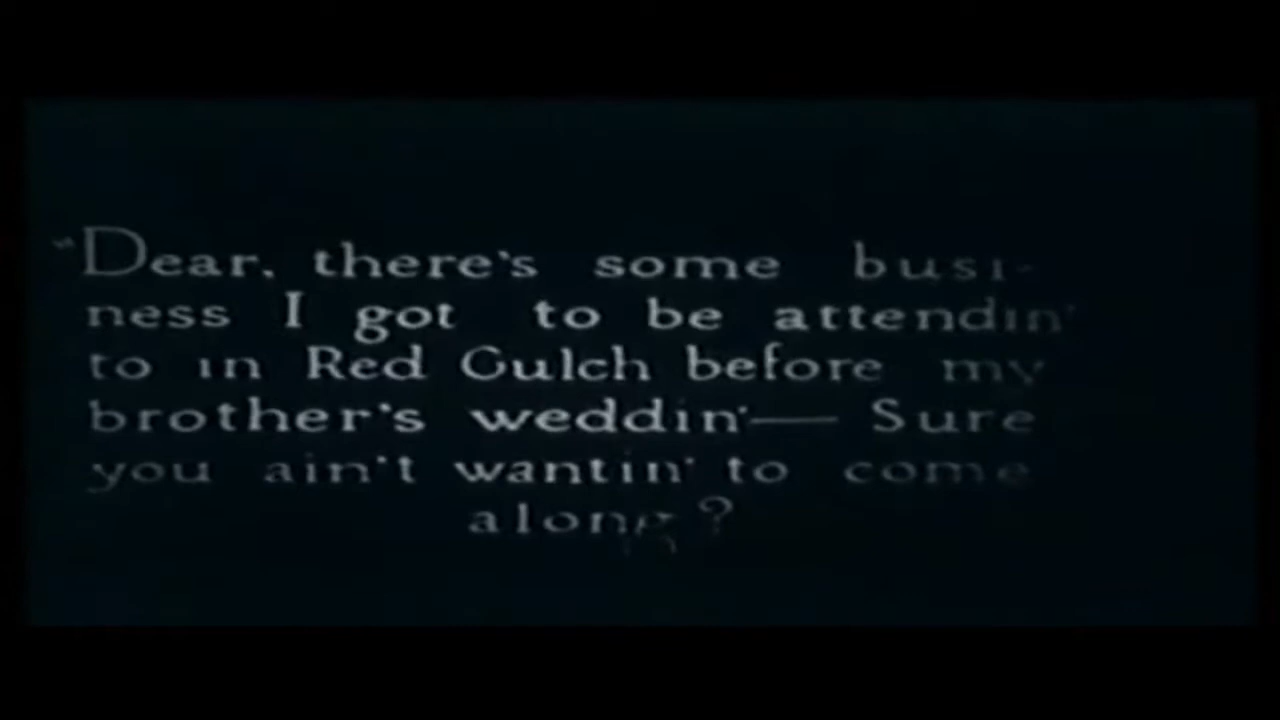 "Dear, there's some busi-
ness I got to be attendin'
to in Red Gulch before my
brother's weddin'— Sure
you ain't wantin' to come
along?